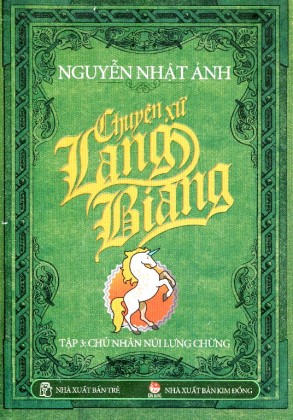 NGUYỄN NHẬT ÁNH
Chuyện xứ
Lang
Biang
TẬP 3: CHỦ NHÂN NÚI LƯNG CHỪNG
NHÀ XUẤT BẢN TRẺ
NHÀ XUẤT BẢN KIM ĐỒNG